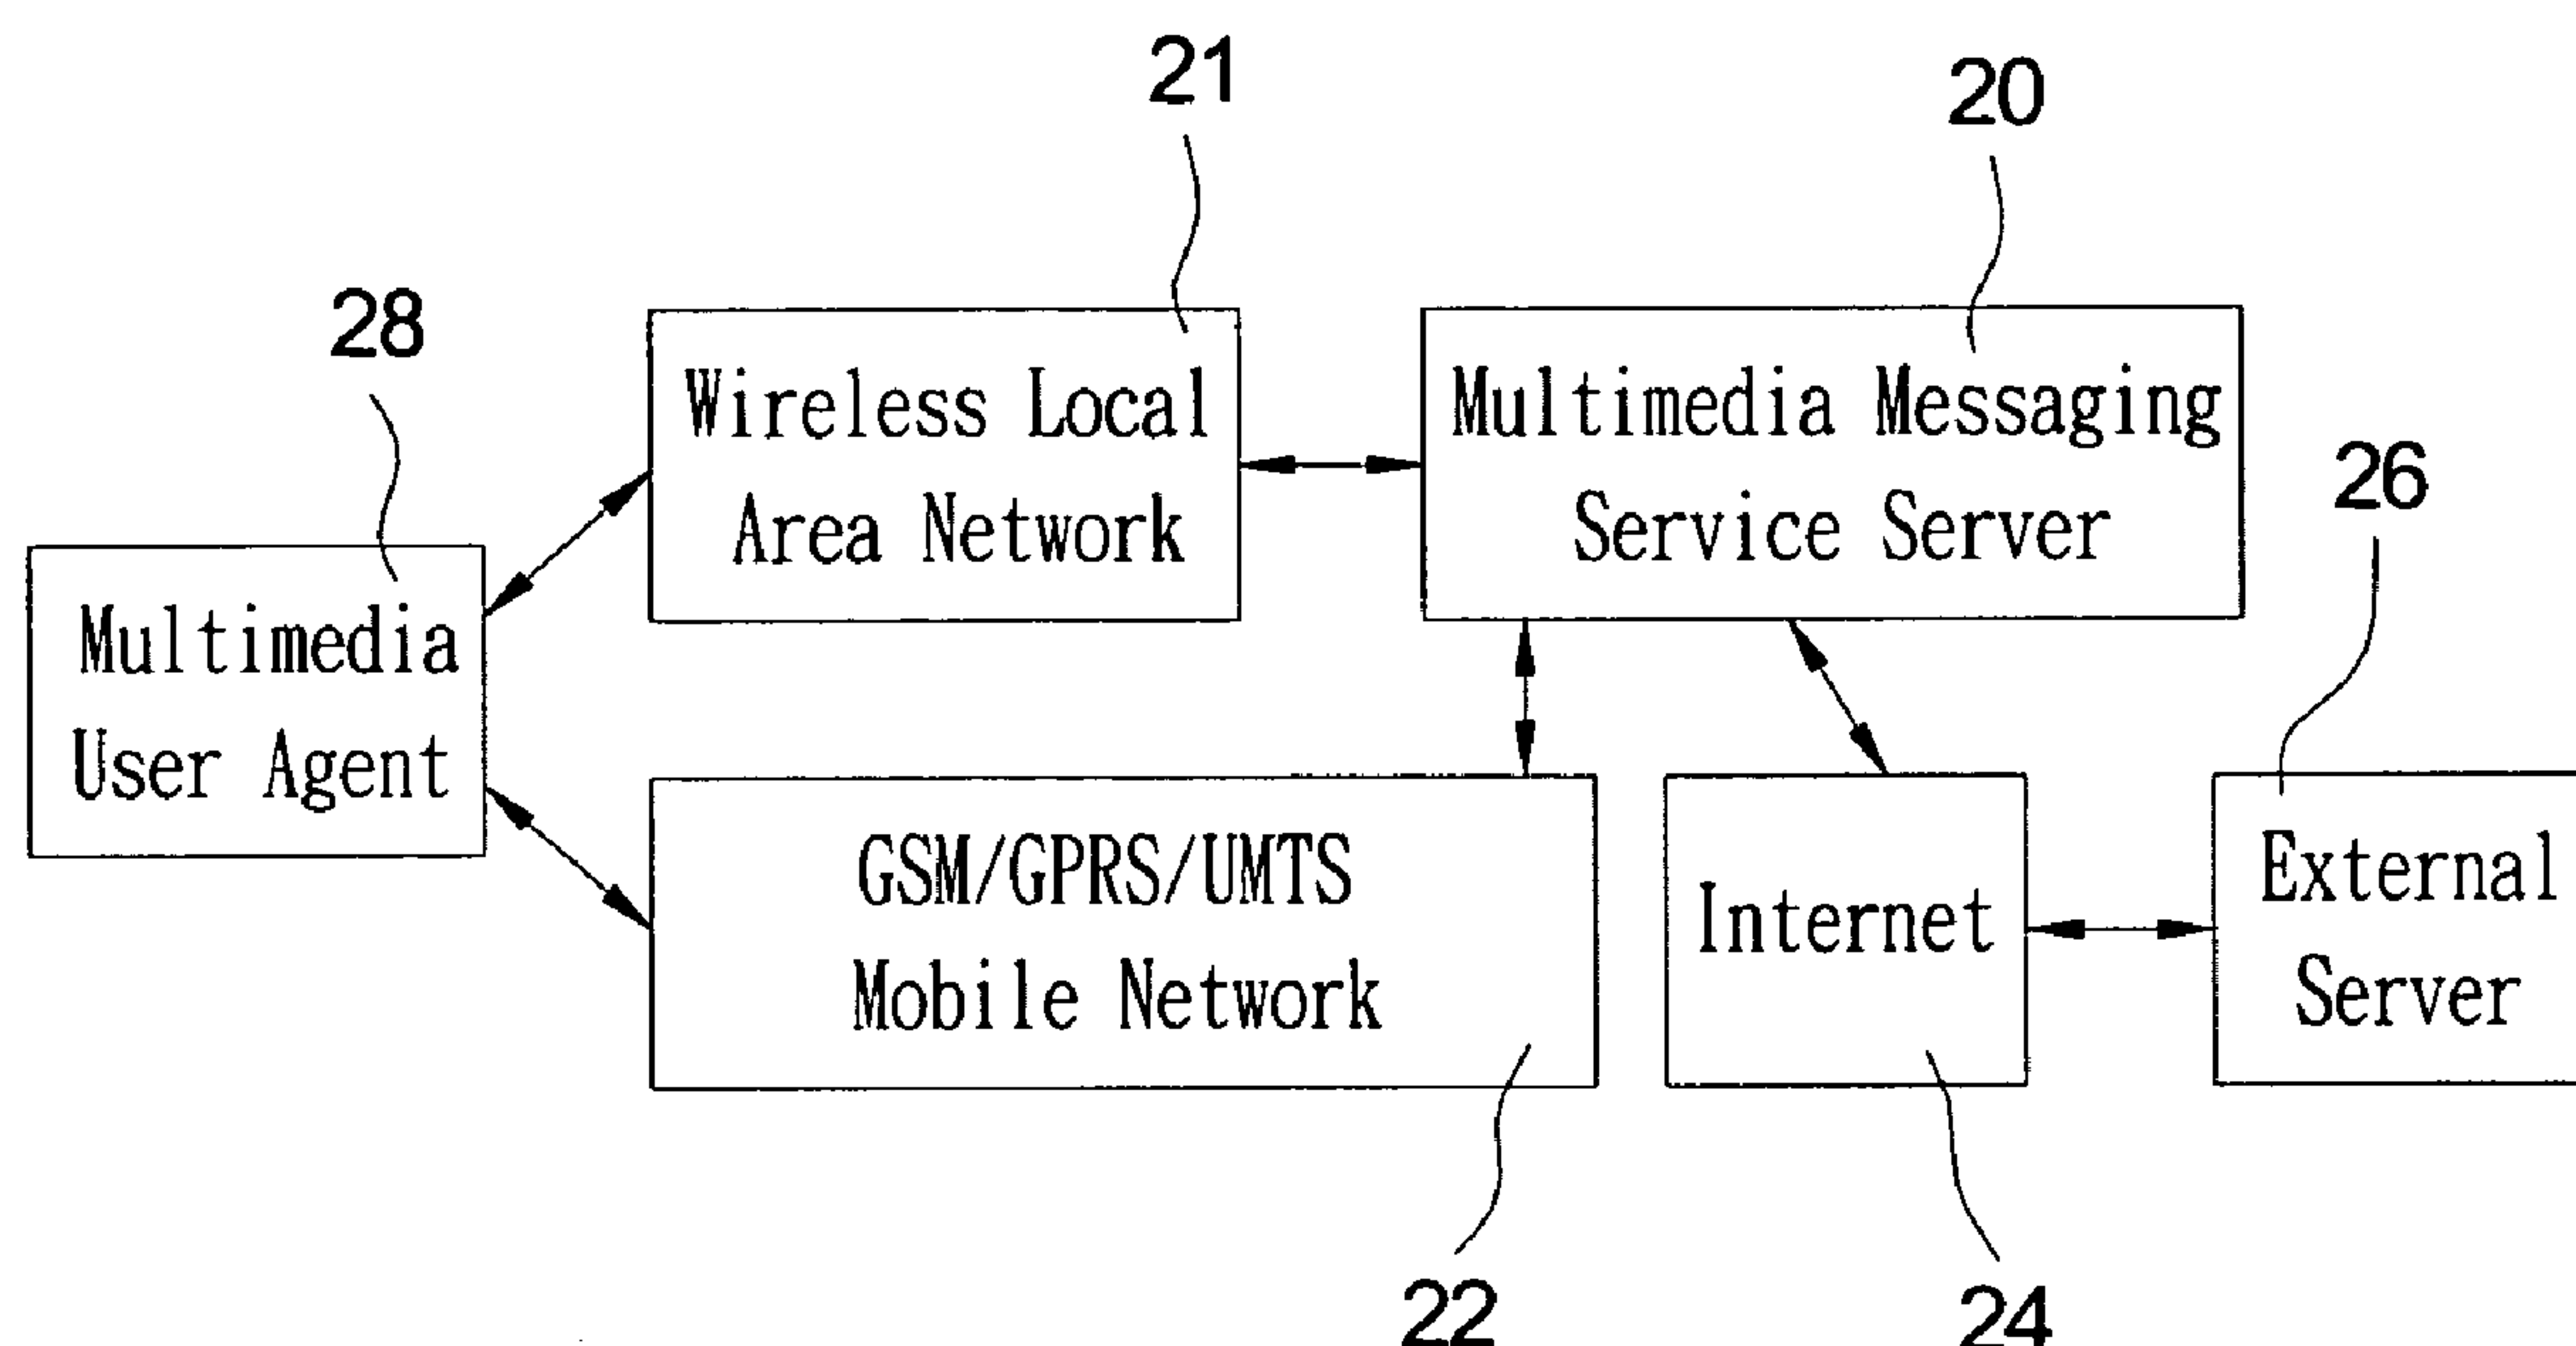 21
20
28
Wireless Local
Area Network
Multimedia Messaging
Service Server
26
Multimedia
User Agent
GSM/GPRS/UMTS
Mobile Network
Internet
External
Server
22
24